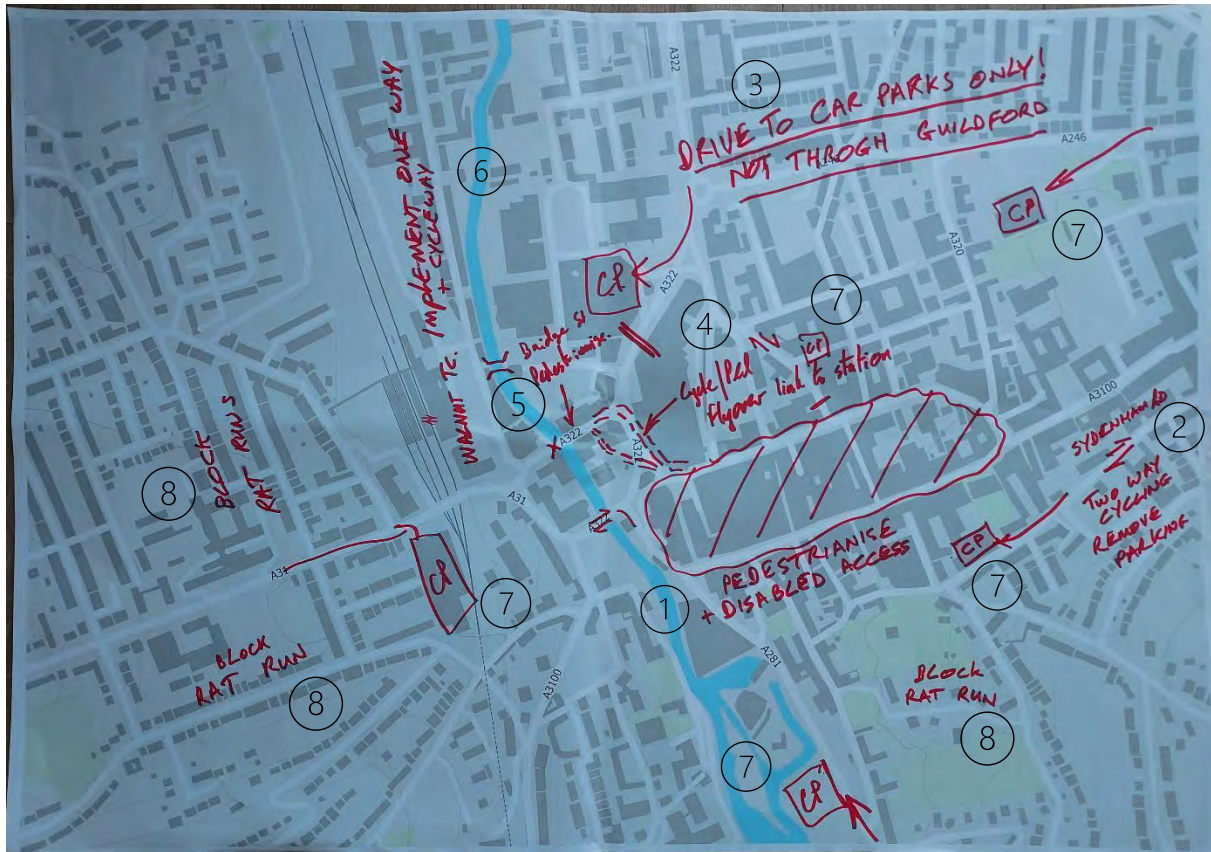 A322
3
DRIVE TO CAR PARKS ONLY!
NOT THROGH GUILDFORD
A246
CP
7
A320
6
IMPLEMENT ONE WAY
+ CYCLEWAY
WALNUT TC.
CP
A322
Bridge St
Pedestrianise.
5
A322
4
7
CP
Cycle/Ped
Flyover link to station
A3100
SYDENHAM RD
2
TWO WAY
CYCLING
REMOVE
PARKING
8
BLOCK
RAT RUNS
A31
A31
CP
7
1
PEDESTRIANISE
+ DISABLED ACCESS
CP
7
BLOCK
RAT RUN
8
A3100
A281
7
CP
BLOCK
RAT RUN
8